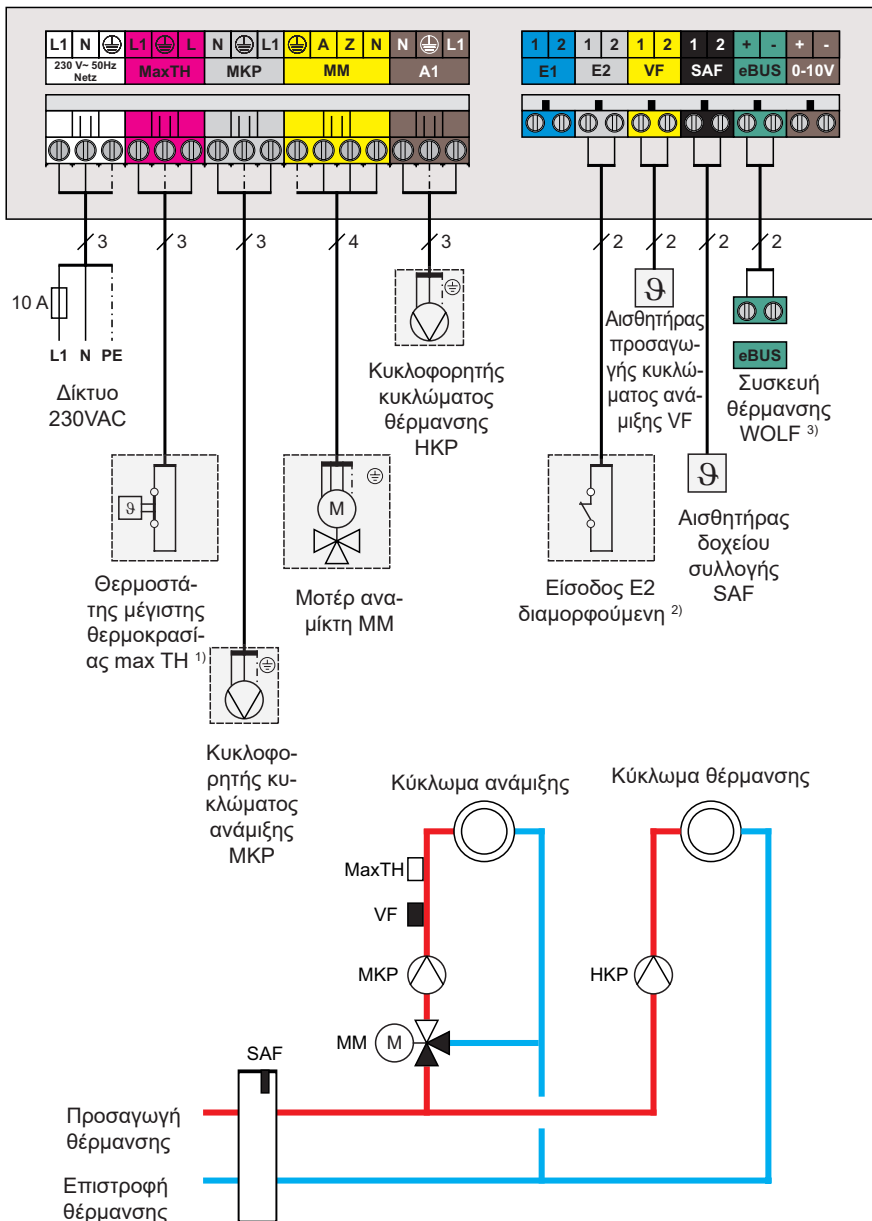 L1 N L1 L N L1 A Z N N L1
230 V~ 50Hz
Netz
MaxTH MKP MM A1
1 2 1 2 1 2 1 2 + - + -
E1 E2 VF SAF eBUS 0-10V
3 3 3 4 3 2 2 2 2
10 A
L1 N PE
Δίκτυο
230VAC
Κυκλοφορητής
κυκλώματος
θέρμανσης
HKP
ϑ
Αισθητήρας
προσαγω-
γής κυκλώ-
ματος ανά-
μιξης VF
eBUS
Συσκευή
θέρμανσης
WOLF 3)
ϑ
Θερμοστά-
της μέγιστης
θερμοκρασί-
ας max TH 1)
M
Μοτέρ ανα-
μίκτη MM
Είσοδος E2
διαμορφούμενη 2)
ϑ
Αισθητήρας
δοχείου
συλλογής
SAF
Κυκλοφο-
ρητής κυ-
κλώματος
ανάμιξης
MKP
Κύκλωμα ανάμιξης
Κύκλωμα θέρμανσης
MaxTH
VF
MKP
HKP
MM M
SAF
Προσαγωγή
θέρμανσης
Επιστροφή
θέρμανσης